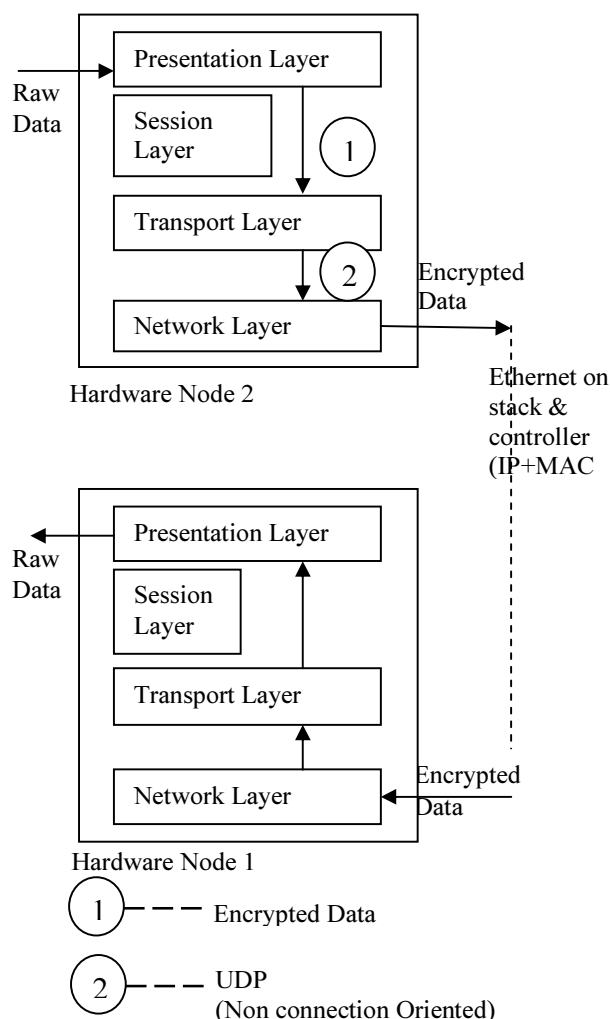 Presentation Layer
Raw
Data
Session
Layer
1
Transport Layer
2
Encrypted
Data
Network Layer
Hardware Node 2
Ethernet on
stack &
controller
(IP+MAC
Presentation Layer
Raw
Data
Session
Layer
Transport Layer
Network Layer
Encrypted
Data
Hardware Node 1
1
Encrypted Data
2
UDP
(Non connection Oriented)